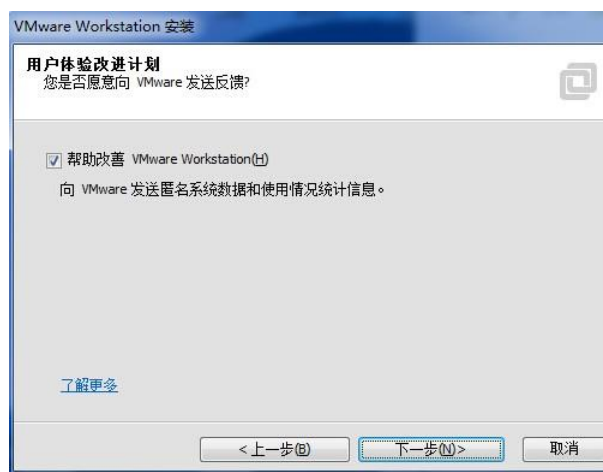 VMware Workstation 安装
用户体验改进计划
您是否愿意向 VMware 发送反馈?
帮助改善 VMware Workstation(H)
向 VMware 发送匿名系统数据和使用情况统计信息。
了解更多
<上一步(B)
下一步(N)>
取消